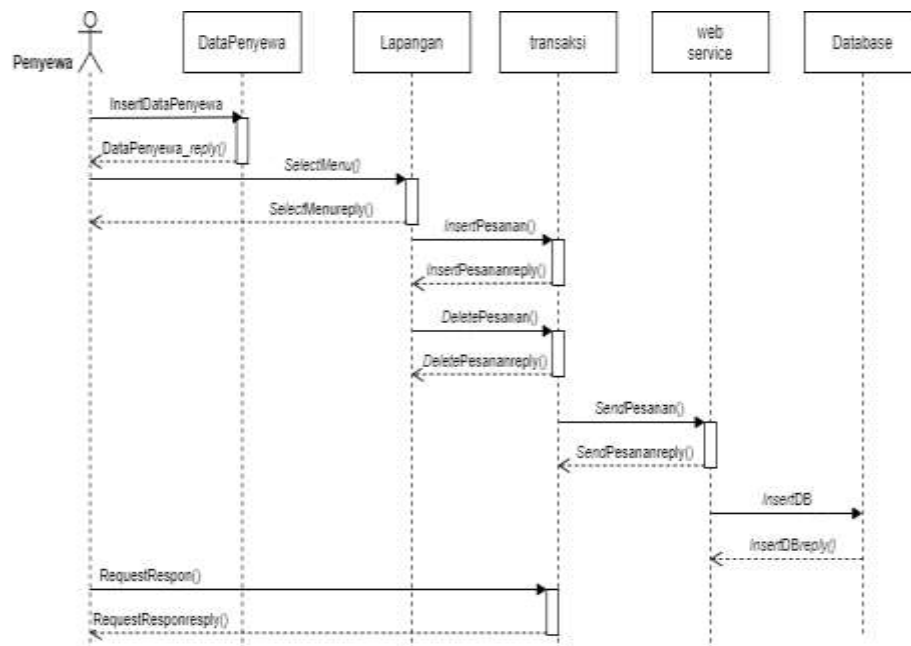 DataPenyewa
Lapangan
transaksi
web
service
Database
Penyewa
InsertDataPenyewa
DataPenyewa_reply()
SelectMenu()
SelectMenureply()
InsertPesanan()
InsertPesananreply()
DeletePesanan()
DeletePesananreply()
SendPesanan()
SendPesananreply()
InsertDB
InsertDBreply()
RequestRespon()
RequestResponresply()